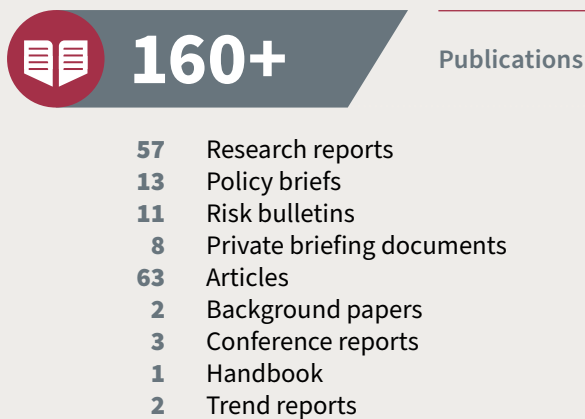 160+ Publications
57 Research reports
13 Policy briefs
11 Risk bulletins
8 Private briefing documents
63 Articles
2 Background papers
3 Conference reports
1 Handbook
2 Trend reports